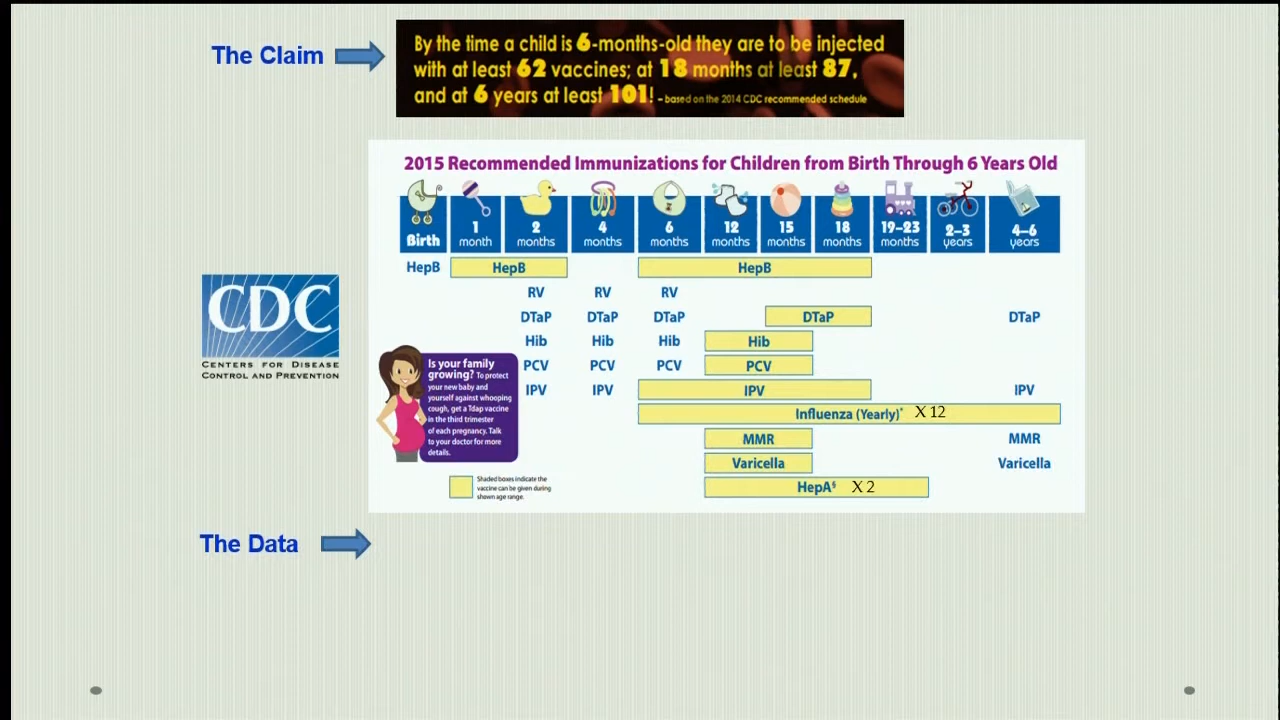 The Claim
By the time a child is 6-months-old they are to be injected
with at least 62 vaccines; at 18 months at least 87,
and at 6 years at least 101! – based on the 2014 CDC recommended schedule
2015 Recommended Immunizations for Children from Birth Through 6 Years Old
Birth 1 month 2 months 4 months 6 months 12 months 15 months 18 months 19–23 months 2–3 years 4–6 years
HepB HepB HepB
RV RV RV
DTaP DTaP DTaP DTaP DTaP
Hib Hib Hib Hib
PCV PCV PCV PCV
IPV IPV IPV IPV
Influenza (Yearly)* X 12
MMR MMR
Varicella Varicella
HepA§ X 2
CDC
CENTERS FOR DISEASE
CONTROL AND PREVENTION
Is your family
growing? To protect
your new baby and
yourself against whooping
cough, get a Tdap vaccine
in the third trimester
of each pregnancy. Talk
to your doctor for more
details.
Shaded boxes indicate the
vaccine can be given during
shown age range.
The Data